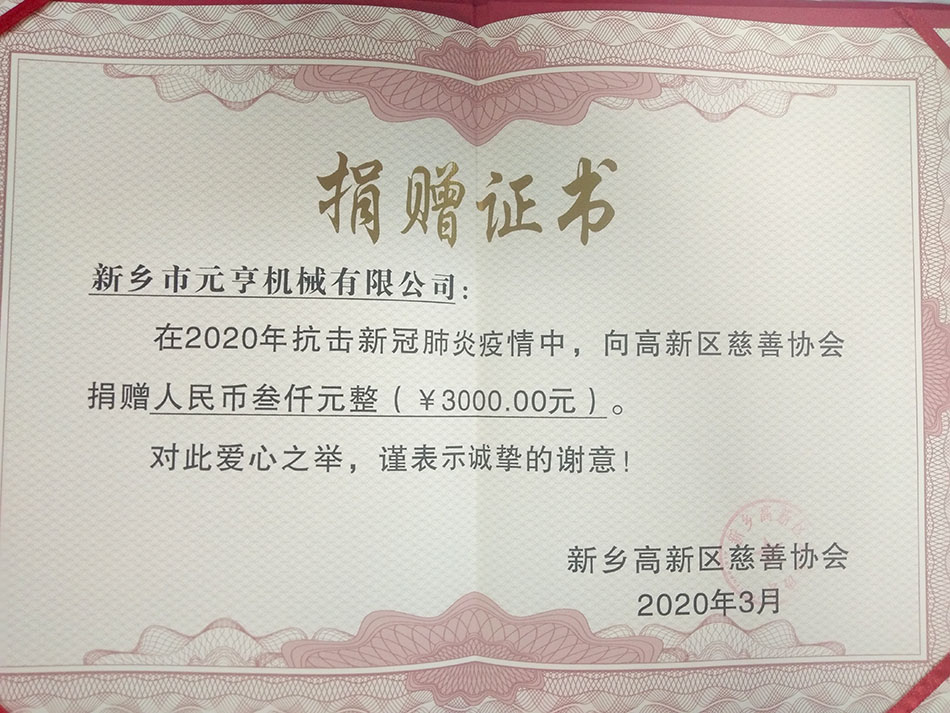 捐赠证书
新乡市元亨机械有限公司：
在2020年抗击新冠肺炎疫情中，向高新区慈善协会
捐赠人民币叁仟元整（￥3000.00元）。
对此爱心之举，谨表示诚挚的谢意！
新乡高新区慈善协会
2020年3月